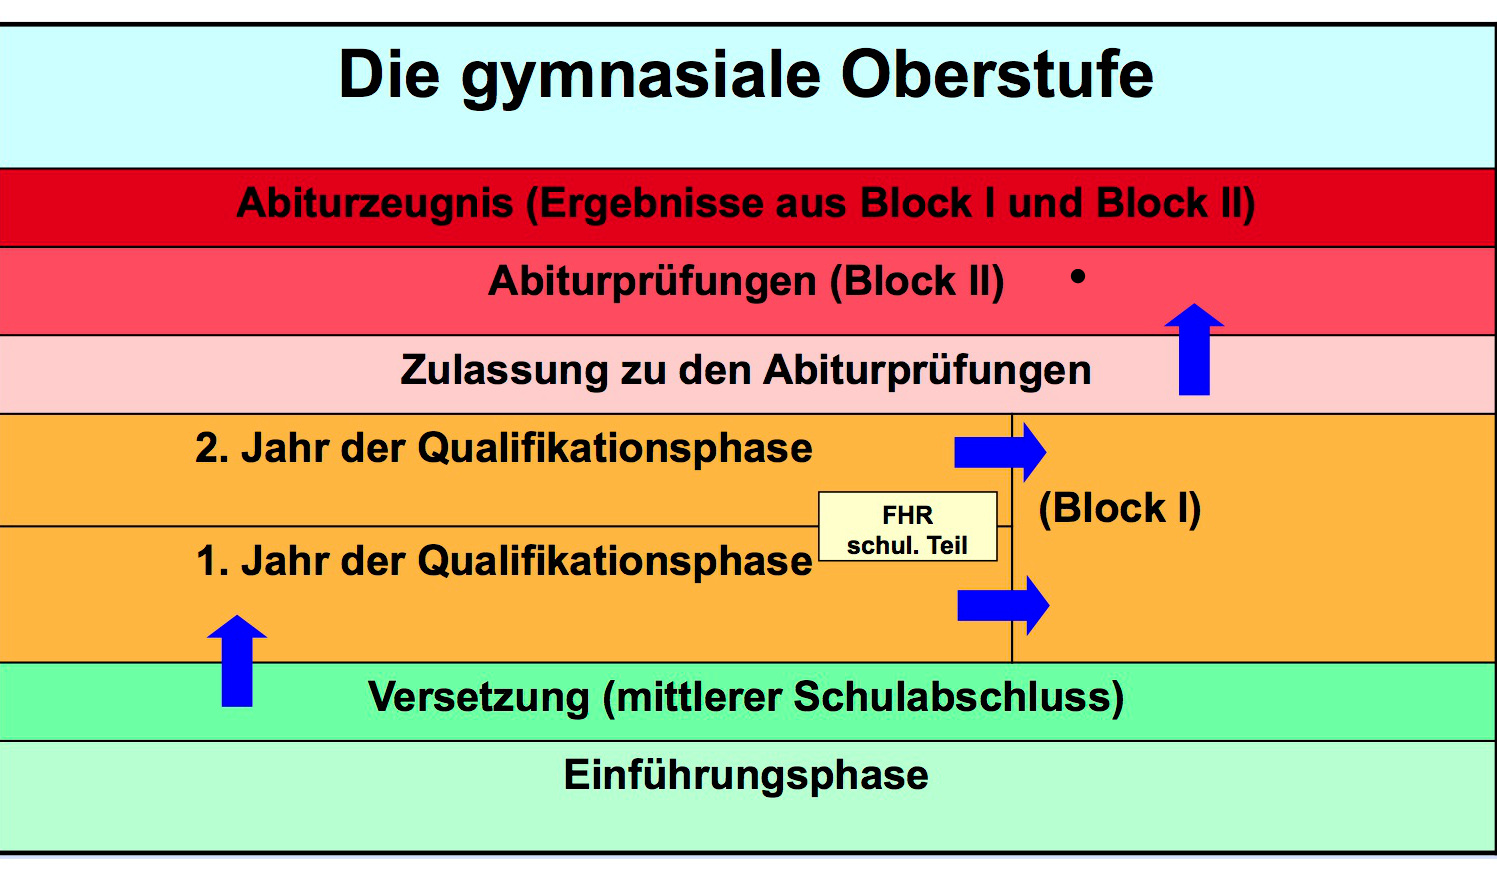 Die gymnasiale Oberstufe
Abiturzeugnis (Ergebnisse aus Block I und Block II)
Abiturprüfungen (Block II) •
Zulassung zu den Abiturprüfungen
2. Jahr der Qualifikationsphase
(Block I)
FHR
schul. Teil
1. Jahr der Qualifikationsphase
Versetzung (mittlerer Schulabschluss)
Einführungsphase